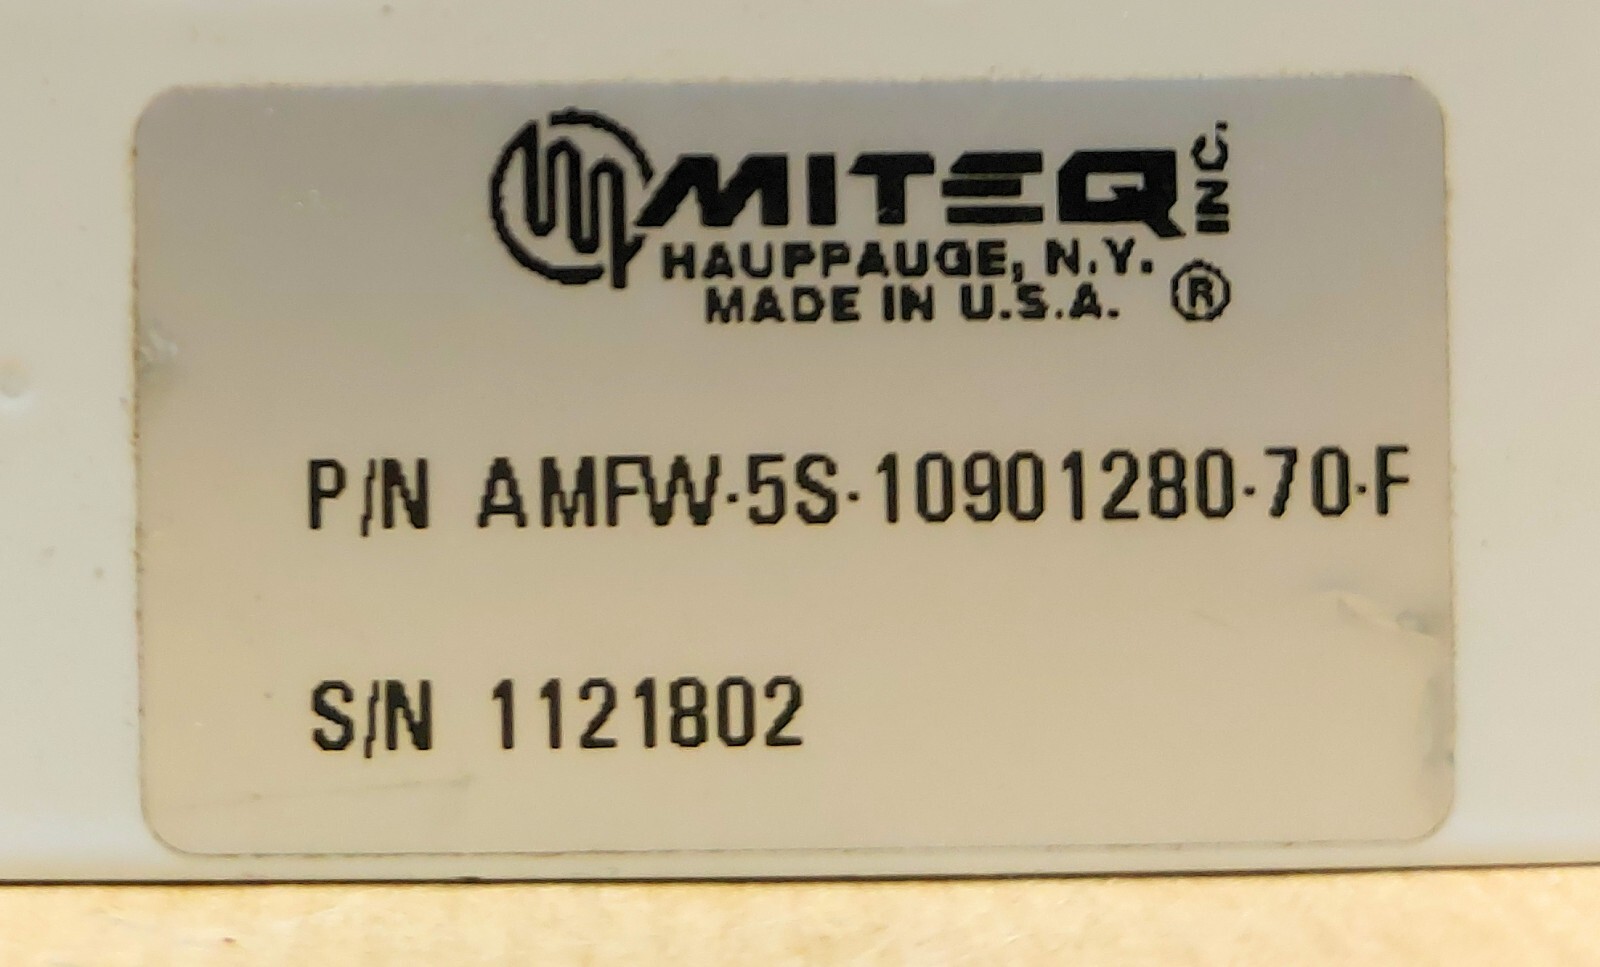 MITEQ INC.
HAUPPAUGE, N.Y.
MADE IN U.S.A. ®
P/N AMFW-5S-10901280-70-F
S/N 1121802